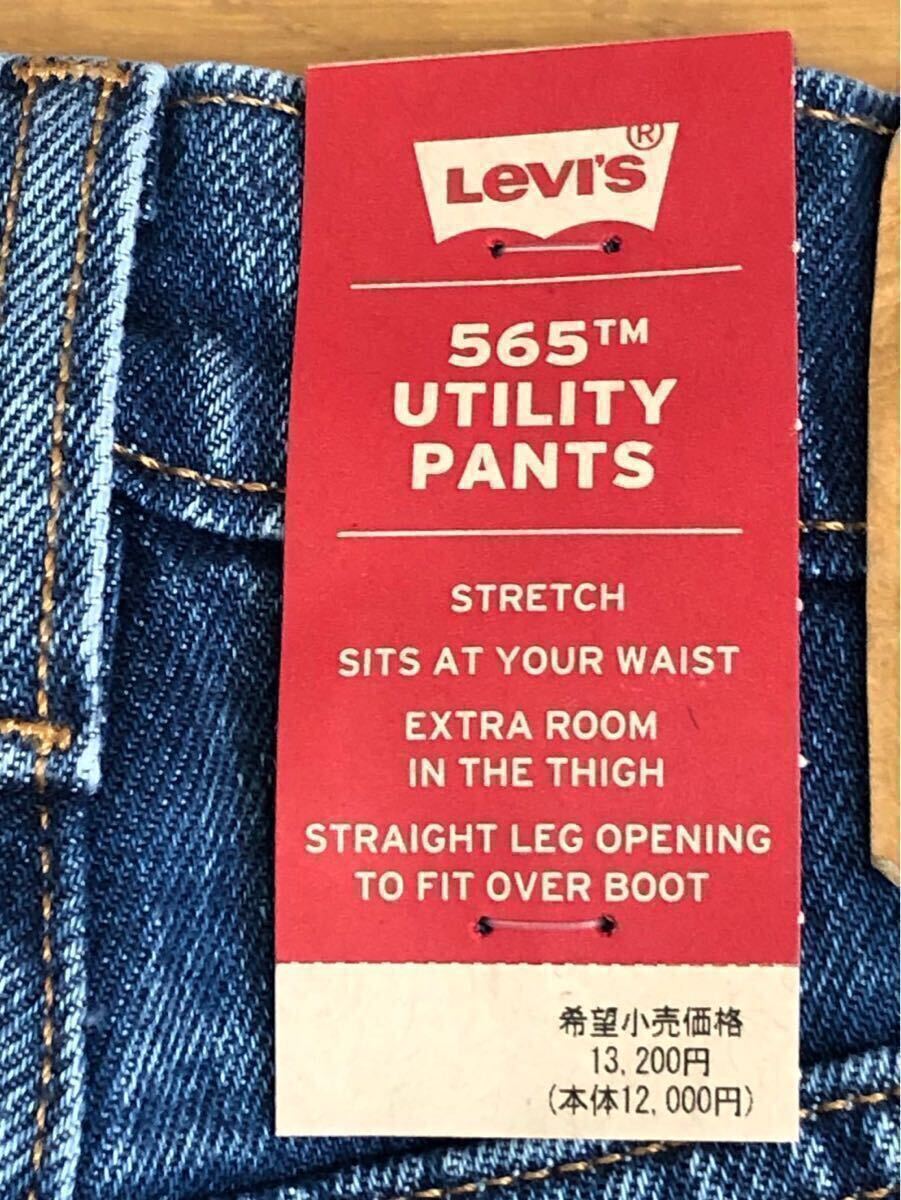 LEVI'S®
565™
UTILITY
PANTS
STRETCH
SITS AT YOUR WAIST
EXTRA ROOM
IN THE THIGH
STRAIGHT LEG OPENING
TO FIT OVER BOOT
希望小売価格
13,200円
(本体12,000円)